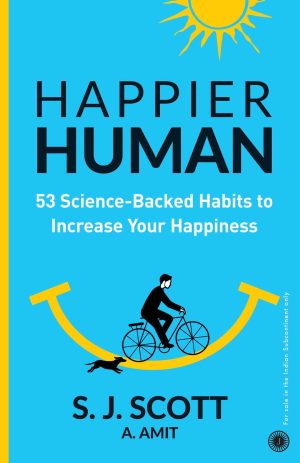 HAPPIER
HUMAN
53 Science-Backed Habits to
Increase Your Happiness
For sale in the Indian Subcontinent only
S. J. SCOTT
A. AMIT